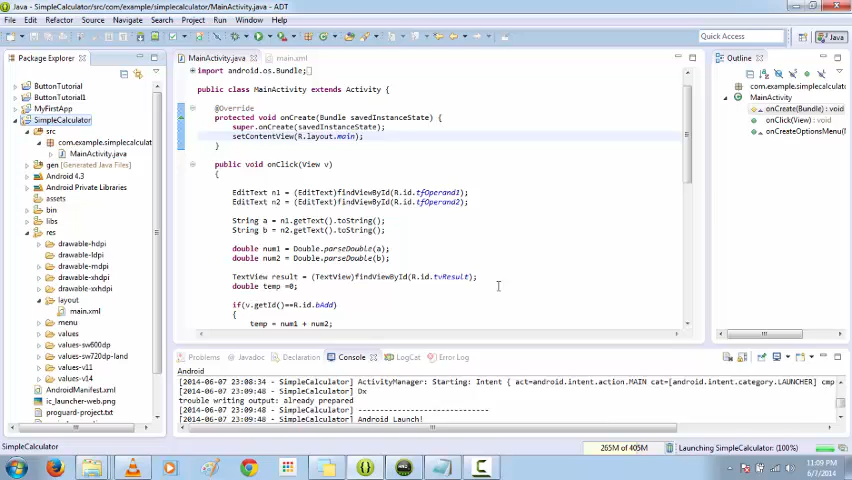 SimpleCalculator/src/com/example/simplecalculator/MainActivity.java - ADT
File Edit Refactor Source Navigate Search Project Run Window Help
Quick Access
Java
Package Explorer
ButtonTutorial
ButtonTutorial1
MyFirstApp
SimpleCalculator
src
com.example.simplecalculat
MainActivity.java
gen [Generated Java Files]
Android 4.3
Android Private Libraries
assets
bin
libs
res
drawable-hdpi
drawable-ldpi
drawable-mdpi
drawable-xhdpi
drawable-xxhdpi
layout
main.xml
menu
values
values-sw600dp
values-sw720dp-land
values-v11
values-v14
AndroidManifest.xml
ic_launcher-web.png
proguard-project.txt
MainActivity.java
main.xml
import android.os.Bundle;
public class MainActivity extends Activity {
@Override
protected void onCreate(Bundle savedInstanceState) {
super.onCreate(savedInstanceState);
setContentView(R.layout.main);
}
public void onClick(View v)
{
EditText n1 = (EditText)findViewById(R.id.tfOperand1);
EditText n2 = (EditText)findViewById(R.id.tfOperand2);
String a = n1.getText().toString();
String b = n2.getText().toString();
double num1 = Double.parseDouble(a);
double num2 = Double.parseDouble(b);
TextView result = (TextView)findViewById(R.id.tvResult);
double temp =0;
if(v.getId()==R.id.bAdd)
{
temp = num1 + num2;
Outline
com.example.simplecalculat
MainActivity
onCreate(Bundle) : void
onClick(View) : void
onCreateOptionsMenu(
Problems Javadoc Declaration Console LogCat Error Log
Android
[2014-06-07 23:08:34 - SimpleCalculator] ActivityManager: Starting: Intent { act=android.intent.action.MAIN cat=[android.intent.category.LAUNCHER] cmp
[2014-06-07 23:09:48 - SimpleCalculator] Dx
trouble writing output: already prepared
[2014-06-07 23:09:48 - SimpleCalculator] ------------------------------
[2014-06-07 23:09:48 - SimpleCalculator] Android Launch!
SimpleCalculator
265M of 405M
Launching SimpleCalculator: (100%)
11:09 PM
6/7/2014